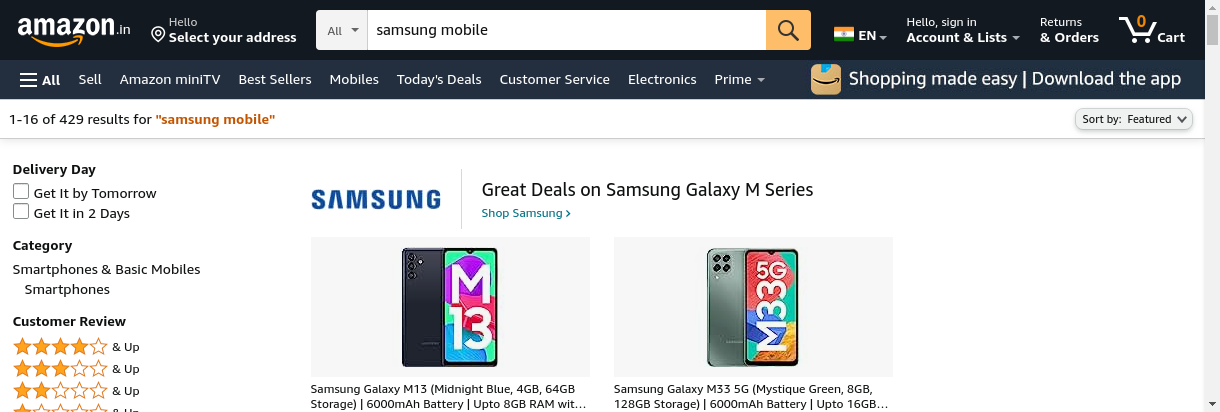 amazon.in
Hello
Select your address
All
samsung mobile
EN
Hello, sign in
Account & Lists
Returns
& Orders
0
Cart
All
Sell
Amazon miniTV
Best Sellers
Mobiles
Today's Deals
Customer Service
Electronics
Prime
Shopping made easy | Download the app
1-16 of 429 results for "samsung mobile"
Sort by: Featured
Delivery Day
Get It by Tomorrow
Get It in 2 Days
Category
Smartphones & Basic Mobiles
Smartphones
Customer Review
& Up
& Up
& Up
SAMSUNG
Great Deals on Samsung Galaxy M Series
Shop Samsung ›
M
13
M33 5G
Samsung Galaxy M13 (Midnight Blue, 4GB, 64GB
Storage) | 6000mAh Battery | Upto 8GB RAM wit...
Samsung Galaxy M33 5G (Mystique Green, 8GB,
128GB Storage) | 6000mAh Battery | Upto 16GB...